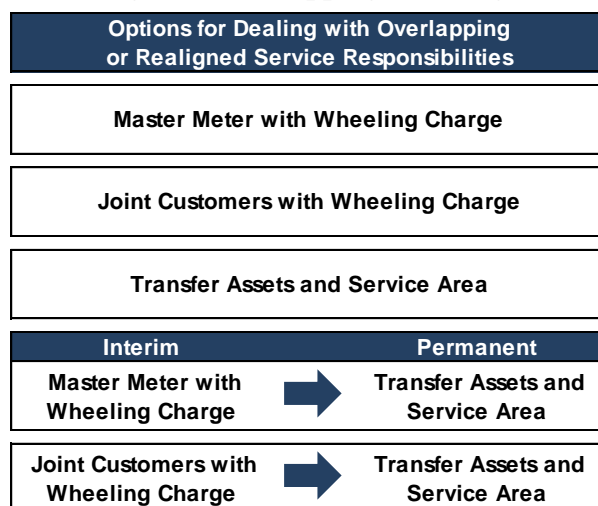 Options for Dealing with Overlapping
or Realigned Service Responsibilities
Master Meter with Wheeling Charge
Joint Customers with Wheeling Charge
Transfer Assets and Service Area
Interim Permanent
Master Meter with Transfer Assets and
Wheeling Charge Service Area
Joint Customers with Transfer Assets and
Wheeling Charge Service Area